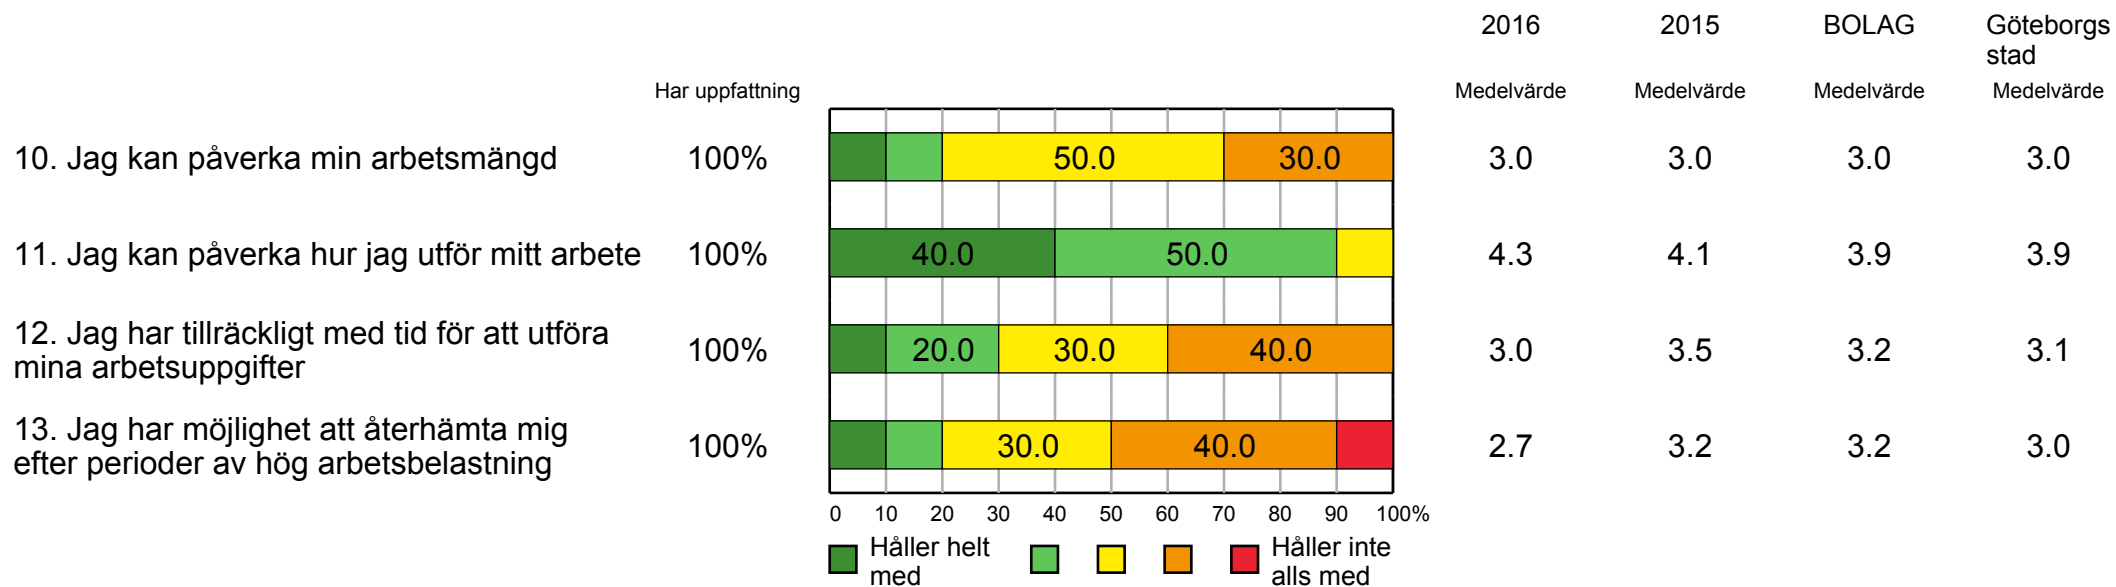 2016 2015 BOLAG Göteborgs
stad
Har uppfattning Medelvärde Medelvärde Medelvärde Medelvärde
10. Jag kan påverka min arbetsmängd 100% 50.0 30.0 3.0 3.0 3.0 3.0
11. Jag kan påverka hur jag utför mitt arbete 100% 40.0 50.0 4.3 4.1 3.9 3.9
12. Jag har tillräckligt med tid för att utföra
mina arbetsuppgifter 100% 20.0 30.0 40.0 3.0 3.5 3.2 3.1
13. Jag har möjlighet att återhämta mig
efter perioder av hög arbetsbelastning 100% 30.0 40.0 2.7 3.2 3.2 3.0
0 10 20 30 40 50 60 70 80 90 100%
Håller helt Håller inte
med alls med